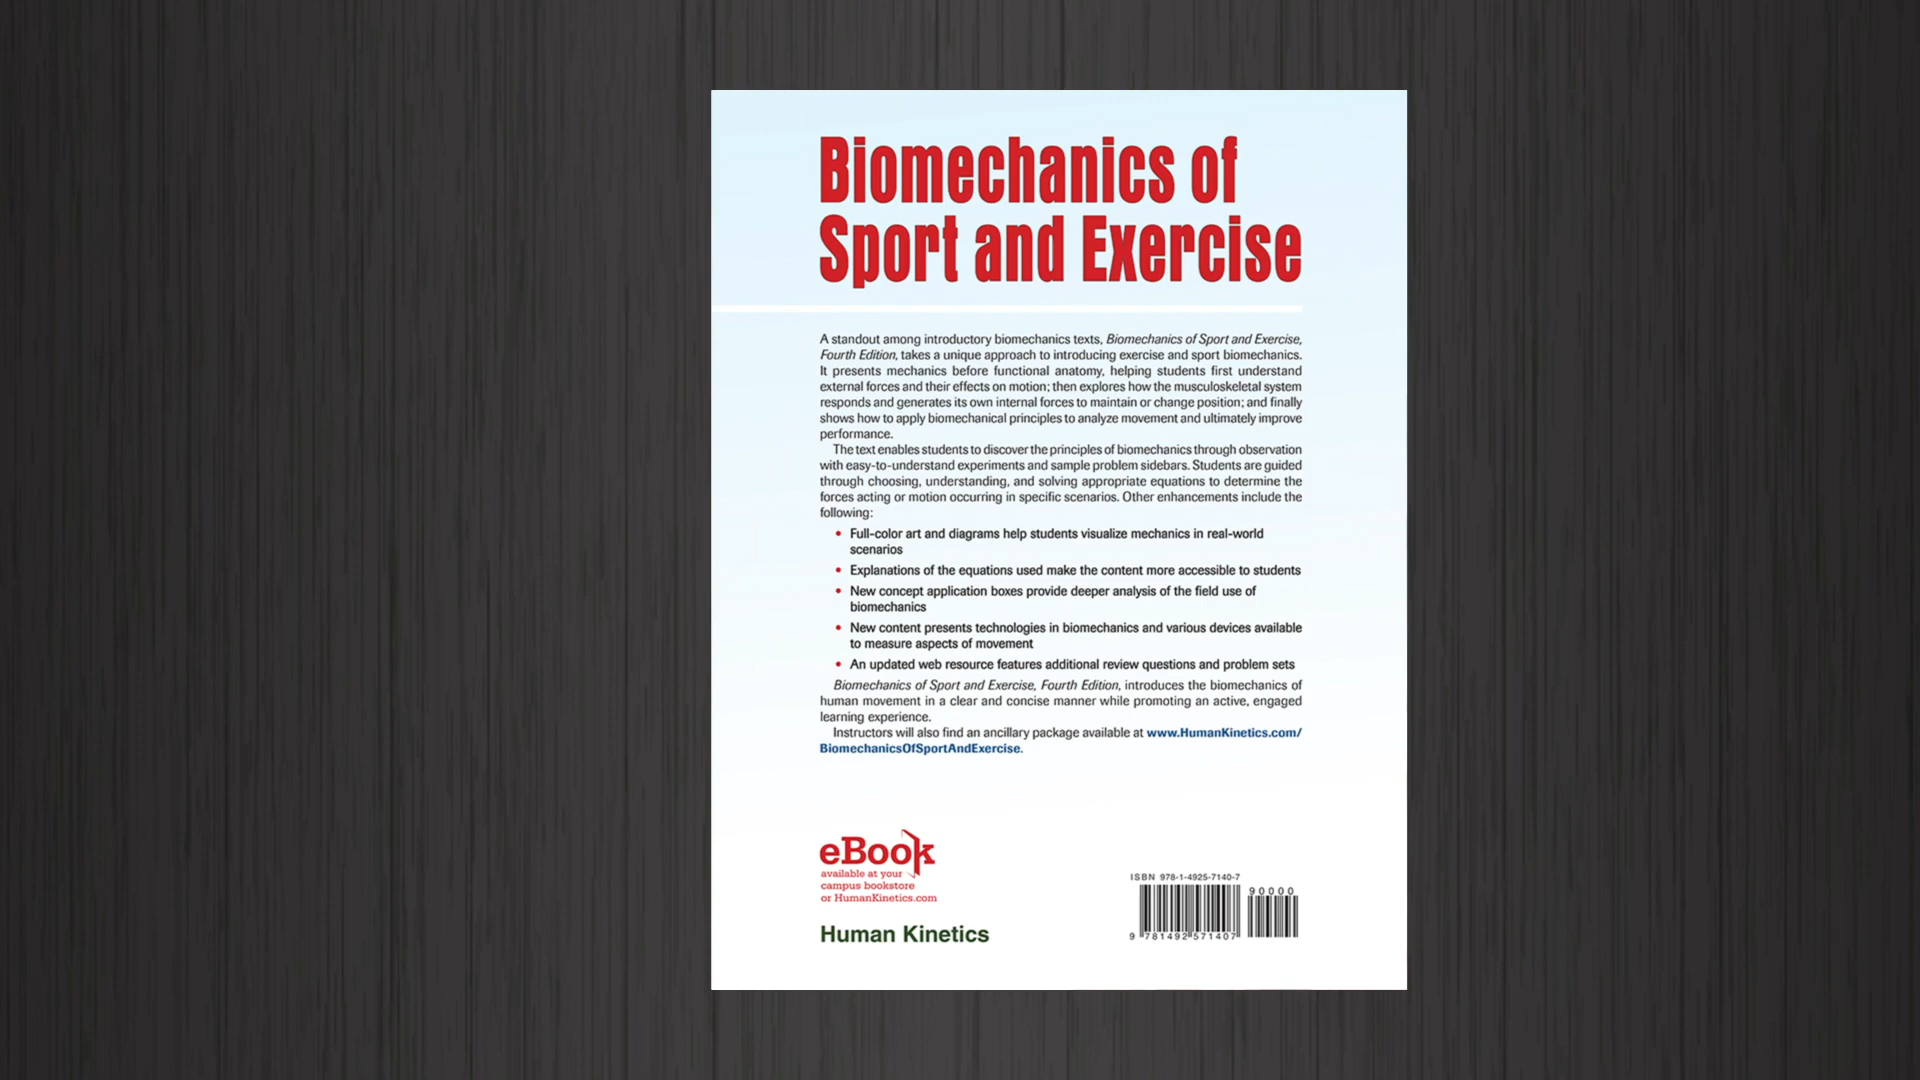 Biomechanics of
Sport and Exercise
A standout among introductory biomechanics texts, Biomechanics of Sport and Exercise,
Fourth Edition, takes a unique approach to introducing exercise and sport biomechanics.
It presents mechanics before functional anatomy, helping students first understand
external forces and their effects on motion; then explores how the musculoskeletal system
responds and generates its own internal forces to maintain or change position; and finally
shows how to apply biomechanical principles to analyze movement and ultimately improve
performance.
The text enables students to discover the principles of biomechanics through observation
with easy-to-understand experiments and sample problem sidebars. Students are guided
through choosing, understanding, and solving appropriate equations to determine the
forces acting or motion occurring in specific scenarios. Other enhancements include the
following:
• Full-color art and diagrams help students visualize mechanics in real-world
scenarios
• Explanations of the equations used make the content more accessible to students
• New concept application boxes provide deeper analysis of the field use of
biomechanics
• New content presents technologies in biomechanics and various devices available
to measure aspects of movement
• An updated web resource features additional review questions and problem sets
Biomechanics of Sport and Exercise, Fourth Edition, introduces the biomechanics of
human movement in a clear and concise manner while promoting an active, engaged
learning experience.
Instructors will also find an ancillary package available at www.HumanKinetics.com/
BiomechanicsOfSportAndExercise.
eBook
available at your
campus bookstore
or HumanKinetics.com
Human Kinetics
ISBN 978-1-4925-7140-7
90000
9 781492 571407